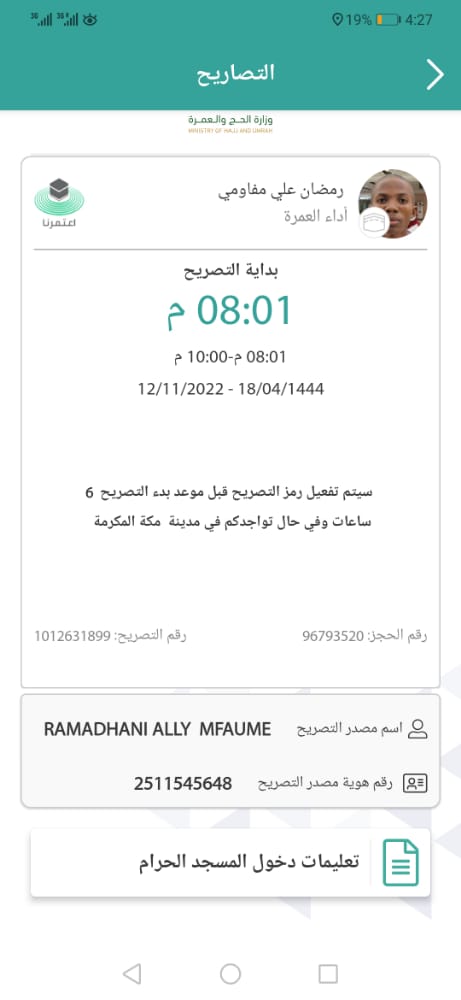 19% 4:27
التصاريح
وزارة الحج والعمرة
MINISTRY OF HAJJ AND UMRAH
رمضان علي مفاومي
أداء العمرة
اعتمرنا
بداية التصريح
08:01 م
08:01 م-10:00 م
12/11/2022 - 18/04/1444
سيتم تفعيل رمز التصريح قبل موعد بدء التصريح 6
ساعات وفي حال تواجدكم في مدينة مكة المكرمة
رقم الحجز: 96793520
رقم التصريح: 1012631899
اسم مصدر التصريح RAMADHANI ALLY MFAUME
رقم هوية مصدر التصريح 2511545648
تعليمات دخول المسجد الحرام